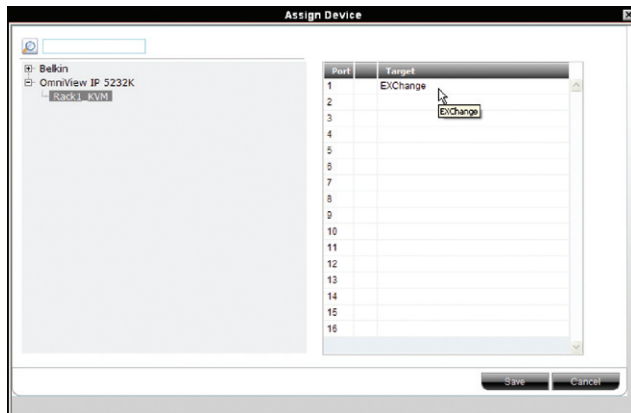 Assign Device
Belkin
OmniView IP 5232K
Rack1_KVM
Port Target
1 EXChange
EXChange
2
3
4
5
6
7
8
9
10
11
12
13
14
15
16
Save Cancel